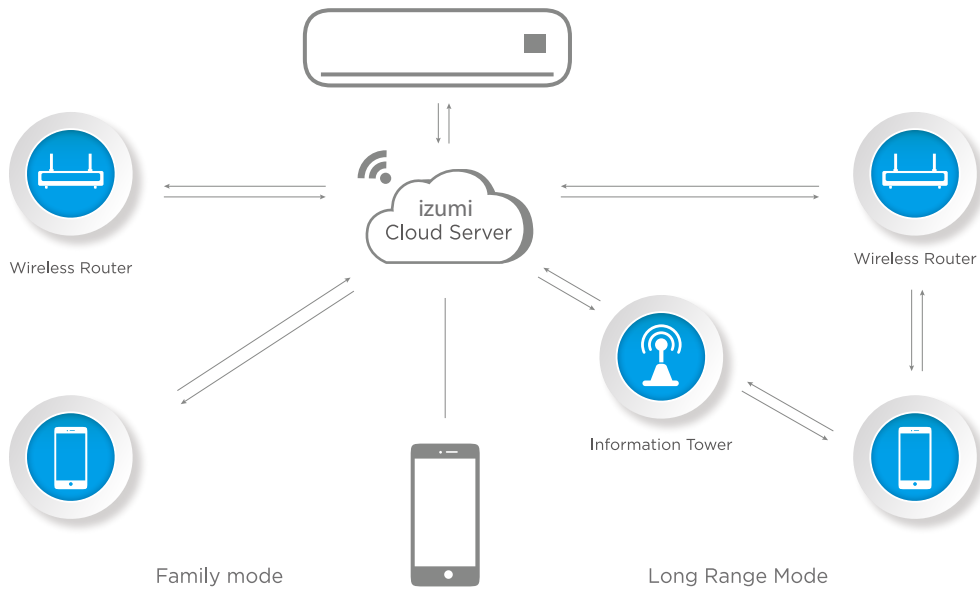 izumi
Cloud Server
Wireless Router
Wireless Router
Information Tower
Family mode
Long Range Mode